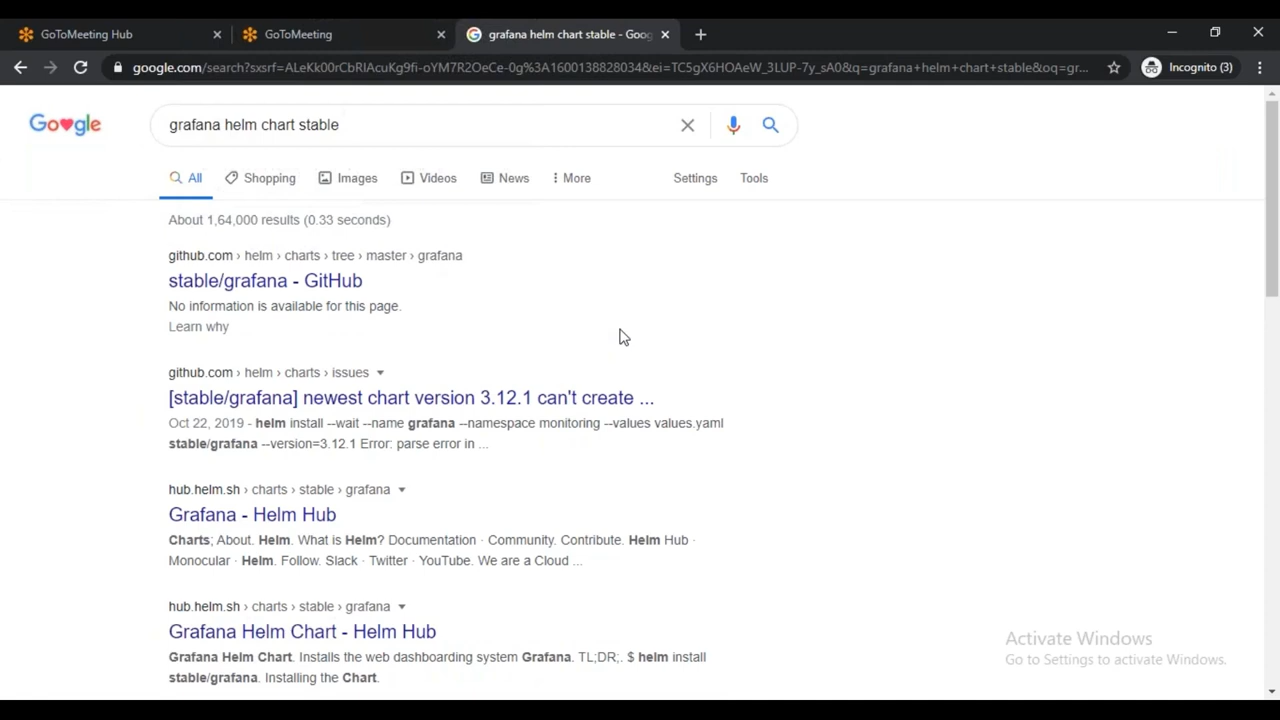 GoToMeeting Hub
GoToMeeting
grafana helm chart stable - Goog
google.com/search?sxsrf=ALeKk00rCbRIAcuKg9fi-oYM7R2OeCe-0g%3A1600138828034&ei=TC5gX6HOAeW_3LUP-7y_sA0&q=grafana+helm+chart+stable&oq=gr...
Incognito (3)
Google
grafana helm chart stable
All
Shopping
Images
Videos
News
More
Settings
Tools
About 1,64,000 results (0.33 seconds)
github.com › helm › charts › tree › master › grafana
stable/grafana - GitHub
No information is available for this page.
Learn why
github.com › helm › charts › issues
[stable/grafana] newest chart version 3.12.1 can't create ...
Oct 22, 2019 - helm install --wait --name grafana --namespace monitoring --values values.yaml
stable/grafana --version=3.12.1 Error: parse error in ...
hub.helm.sh › charts › stable › grafana
Grafana - Helm Hub
Charts; About. Helm. What is Helm? Documentation · Community. Contribute. Helm Hub ·
Monocular · Helm. Follow. Slack · Twitter · YouTube. We are a Cloud ...
hub.helm.sh › charts › stable › grafana
Grafana Helm Chart - Helm Hub
Grafana Helm Chart. Installs the web dashboarding system Grafana. TL;DR;. $ helm install
stable/grafana. Installing the Chart.
Activate Windows
Go to Settings to activate Windows.